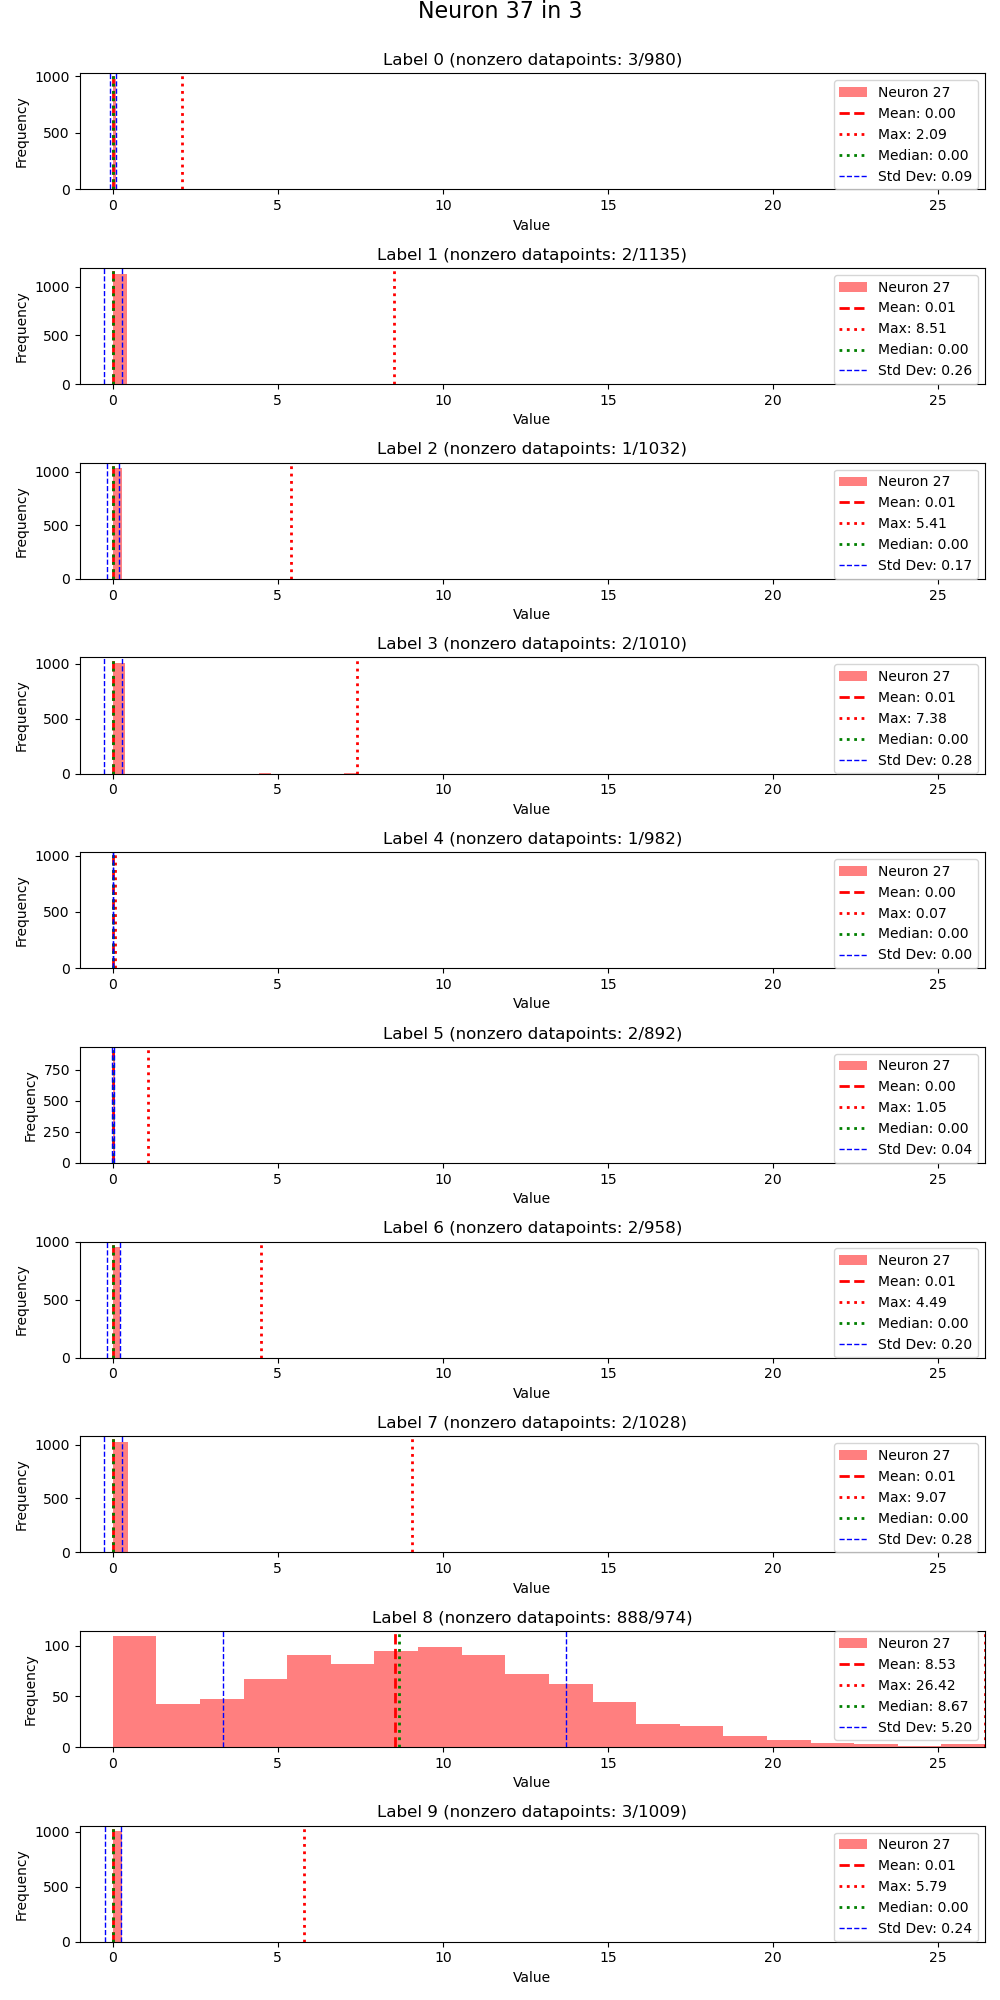 Neuron 37 in 3
Label 0 (nonzero datapoints: 3/980)
Frequency
1000
500
0
Neuron 27
Mean: 0.00
Max: 2.09
Median: 0.00
Std Dev: 0.09
0 5 10 15 20 25
Value
Label 1 (nonzero datapoints: 2/1135)
Frequency
1000
500
0
Neuron 27
Mean: 0.01
Max: 8.51
Median: 0.00
Std Dev: 0.26
0 5 10 15 20 25
Value
Label 2 (nonzero datapoints: 1/1032)
Frequency
1000
500
0
Neuron 27
Mean: 0.01
Max: 5.41
Median: 0.00
Std Dev: 0.17
0 5 10 15 20 25
Value
Label 3 (nonzero datapoints: 2/1010)
Frequency
1000
500
0
Neuron 27
Mean: 0.01
Max: 7.38
Median: 0.00
Std Dev: 0.28
0 5 10 15 20 25
Value
Label 4 (nonzero datapoints: 1/982)
Frequency
1000
500
0
Neuron 27
Mean: 0.00
Max: 0.07
Median: 0.00
Std Dev: 0.00
0 5 10 15 20 25
Value
Label 5 (nonzero datapoints: 2/892)
Frequency
750
500
250
0
Neuron 27
Mean: 0.00
Max: 1.05
Median: 0.00
Std Dev: 0.04
0 5 10 15 20 25
Value
Label 6 (nonzero datapoints: 2/958)
Frequency
1000
500
0
Neuron 27
Mean: 0.01
Max: 4.49
Median: 0.00
Std Dev: 0.20
0 5 10 15 20 25
Value
Label 7 (nonzero datapoints: 2/1028)
Frequency
1000
500
0
Neuron 27
Mean: 0.01
Max: 9.07
Median: 0.00
Std Dev: 0.28
0 5 10 15 20 25
Value
Label 8 (nonzero datapoints: 888/974)
Frequency
100
50
0
Neuron 27
Mean: 8.53
Max: 26.42
Median: 8.67
Std Dev: 5.20
0 5 10 15 20 25
Value
Label 9 (nonzero datapoints: 3/1009)
Frequency
1000
500
0
Neuron 27
Mean: 0.01
Max: 5.79
Median: 0.00
Std Dev: 0.24
0 5 10 15 20 25
Value